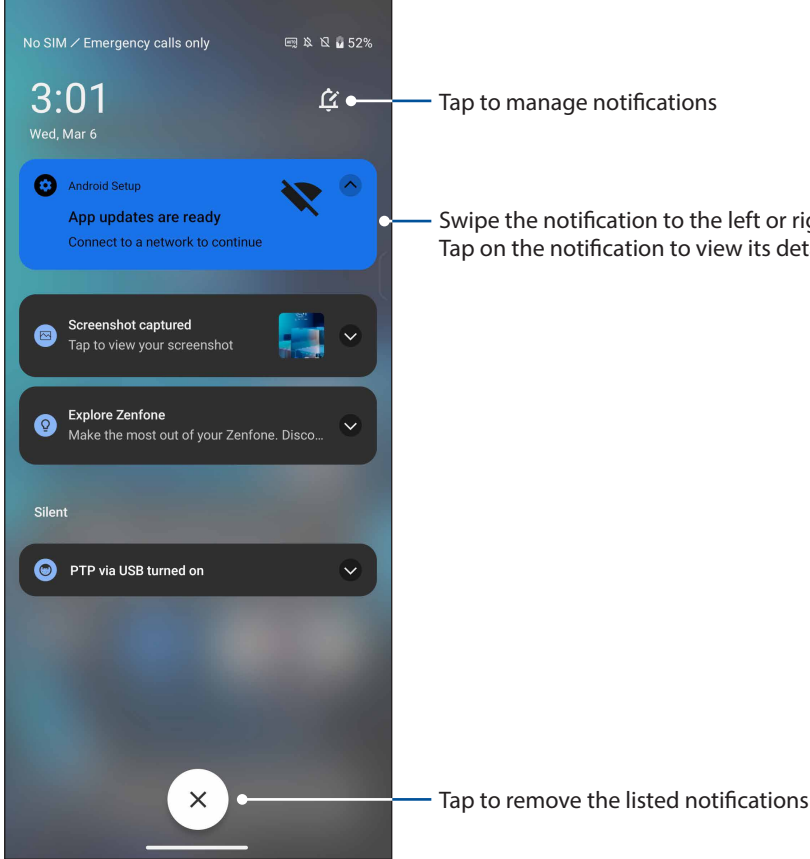 No SIM / Emergency calls only 52%
3:01
Tap to manage notifications
Wed, Mar 6
Android Setup
App updates are ready
Connect to a network to continue
Swipe the notification to the left or
Tap on the notification to view its
Screenshot captured
Tap to view your screenshot
Explore Zenfone
Make the most out of your Zenfone. Disco...
Silent
PTP via USB turned on
Tap to remove the listed notifications